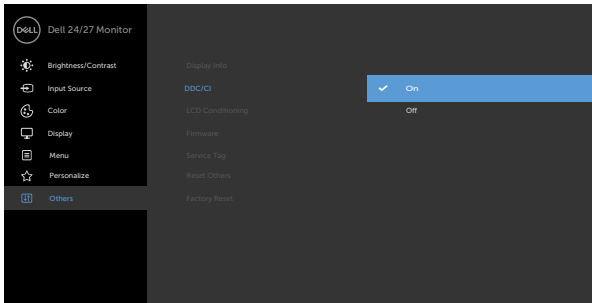 DELL
Dell 24/27 Monitor
Brightness/Contrast
Display Info
Input Source
DDC/CI
On
Color
LCD Conditioning
Off
Display
Firmware
Menu
Service Tag
Personalize
Reset Others
Others
Factory Reset